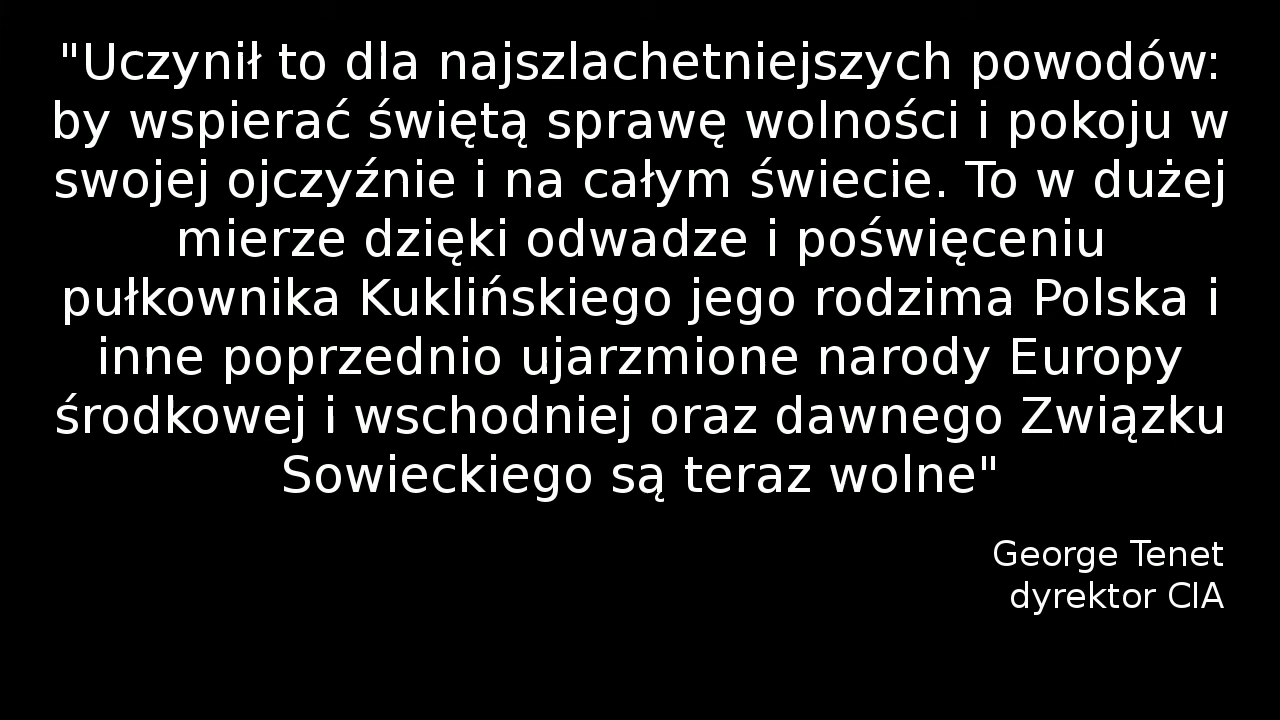 "Uczynił to dla najszlachetniejszych powodów:
by wspierać świętą sprawę wolności i pokoju w
swojej ojczyźnie i na całym świecie. To w dużej
mierze dzięki odwadze i poświęceniu
pułkownika Kuklińskiego jego rodzima Polska i
inne poprzednio ujarzmione narody Europy
środkowej i wschodniej oraz dawnego Związku
Sowieckiego są teraz wolne"
George Tenet
dyrektor CIA